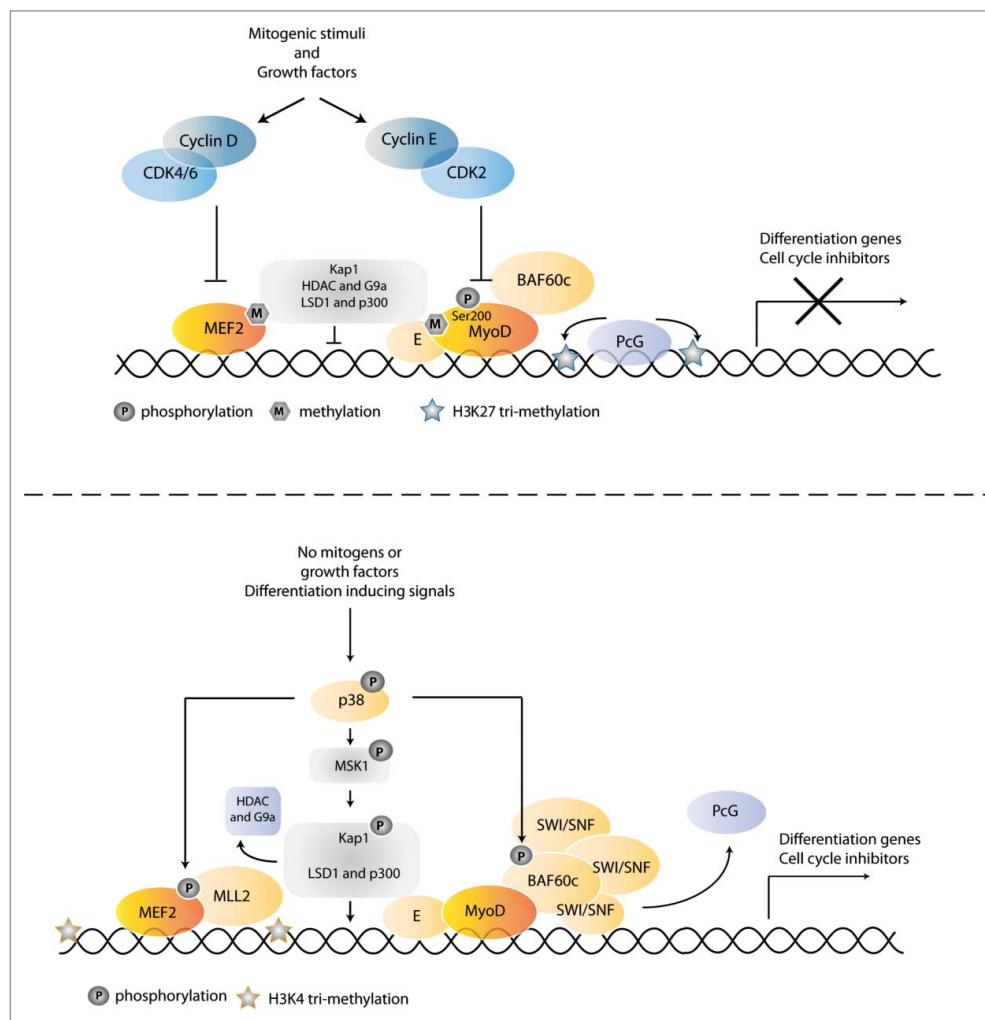 Mitogenic stimuli
and
Growth factors
Cyclin D
CDK4/6
Cyclin E
CDK2
Differentiation genes
Cell cycle inhibitors
Kap1
HDAC and G9a
LSD1 and p300
BAF60c
P
Ser200
M
MEF2
M
E
MyoD
PcG
P phosphorylation
M methylation
H3K27 tri-methylation
No mitogens or
growth factors
Differentiation inducing signals
P
p38
P
MSK1
HDAC
and G9a
P
Kap1
LSD1 and p300
PcG
SWI/SNF
Differentiation genes
Cell cycle inhibitors
P
SWI/SNF
BAF60c
P
MLL2
MEF2
E
MyoD
SWI/SNF
P phosphorylation
H3K4 tri-methylation